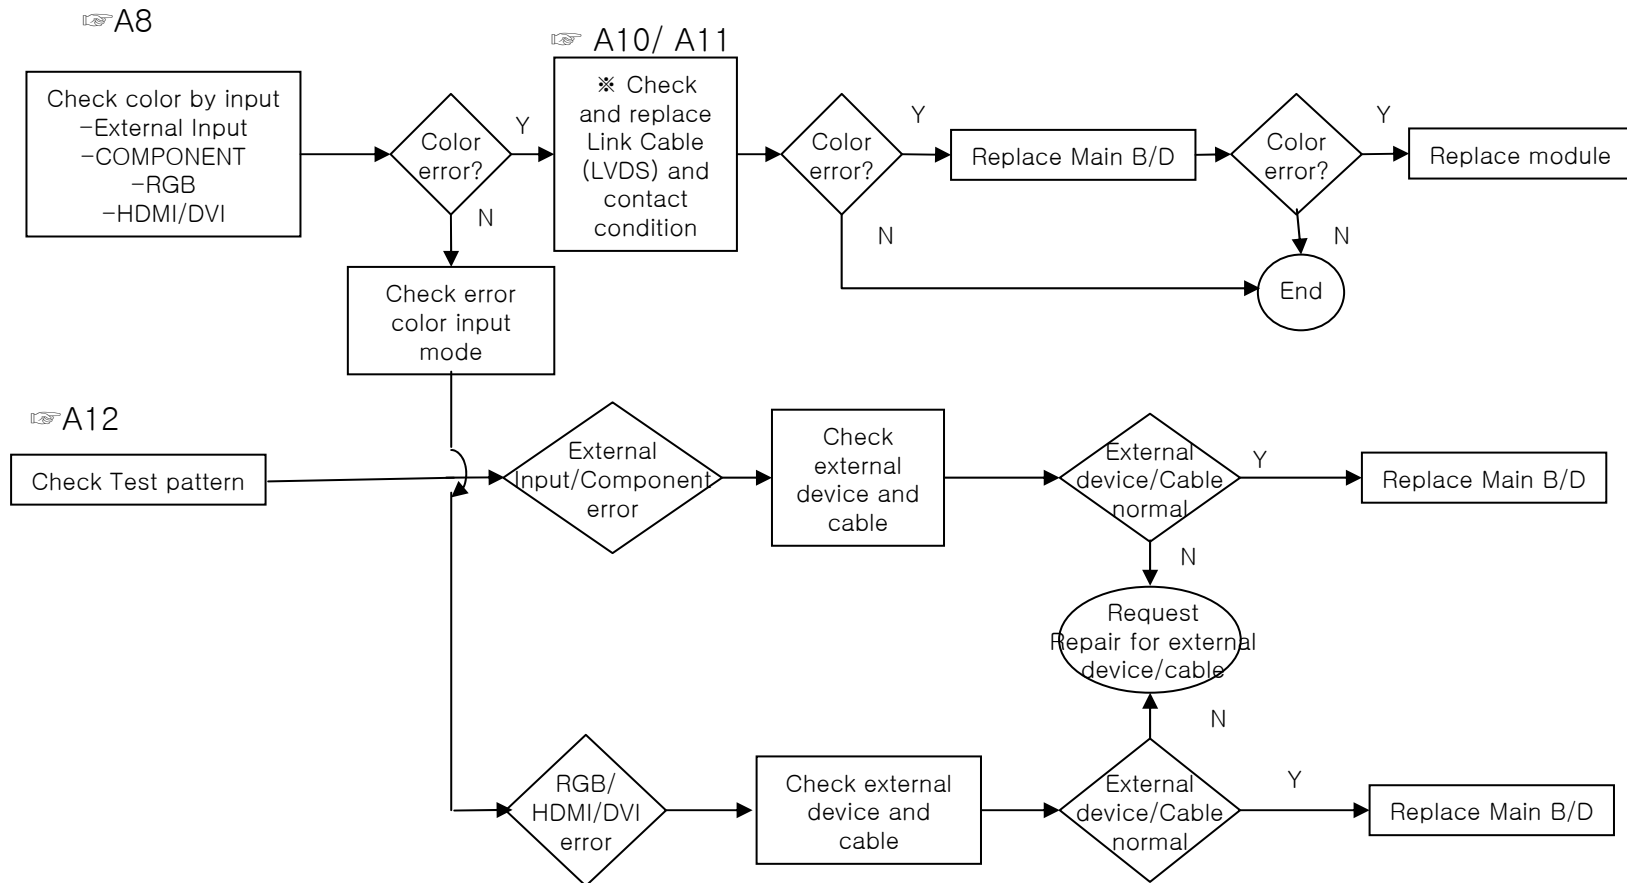 ☞A8
☞ A10/ A11
Check color by input
-External Input
-COMPONENT
-RGB
-HDMI/DVI
Color
error?
Y
N
※ Check
and replace
Link Cable
(LVDS) and
contact
condition
Color
error?
Y
N
Replace Main B/D
Color
error?
Y
N
Replace module
End
Check error
color input
mode
☞A12
Check Test pattern
External
Input/Component
error
Check
external
device and
cable
External
device/Cable
normal
Y
N
Replace Main B/D
Request
Repair for external
device/cable
N
RGB/
HDMI/DVI
error
Check external
device and
cable
External
device/Cable
normal
Y
Replace Main B/D